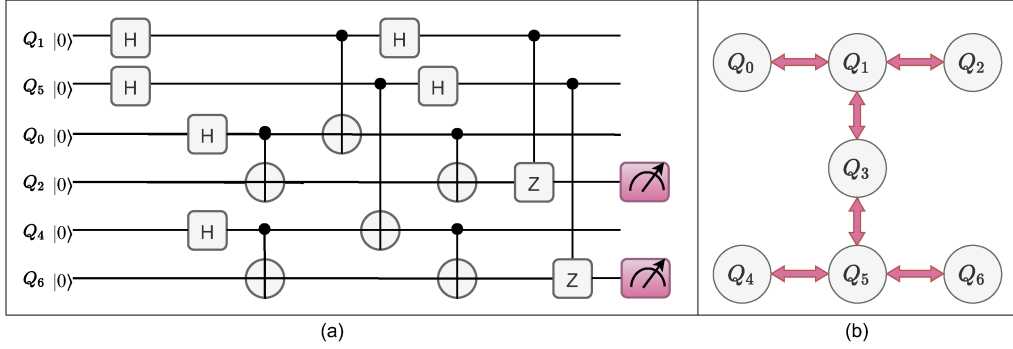 Q₁ |0⟩ H H
Q₅ |0⟩ H H
Q₀ |0⟩ H
Q₂ |0⟩ Z
Q₄ |0⟩ H
Q₆ |0⟩ Z
(a)
Q₀ Q₁ Q₂
Q₃
Q₄ Q₅ Q₆
(b)